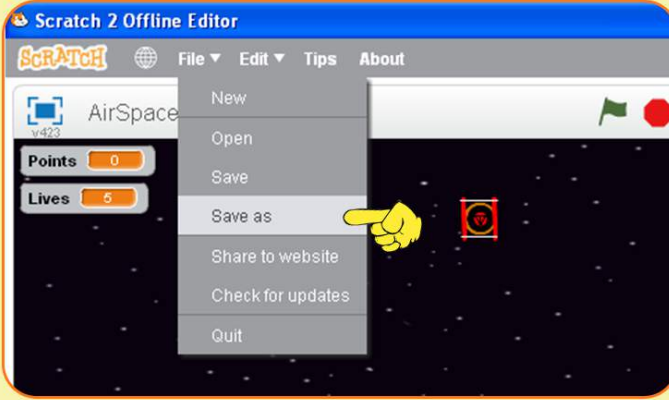 Scratch 2 Offline Editor
SCRATCH File Edit Tips About
New
AirSpace
v423
Open
Points 0
Save
Lives 5
Save as
Share to website
Check for updates
Quit